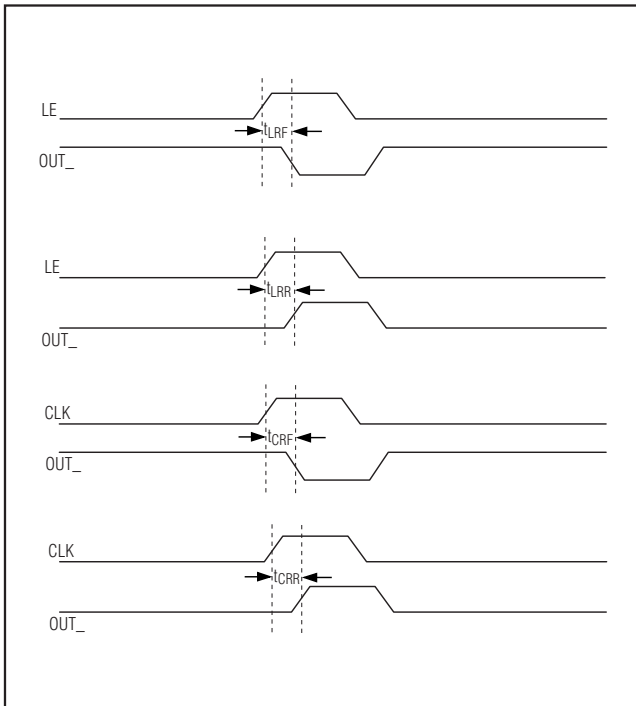 LE
tLRF
OUT_
LE
tLRR
OUT_
CLK
tCRF
OUT_
CLK
tCRR
OUT_